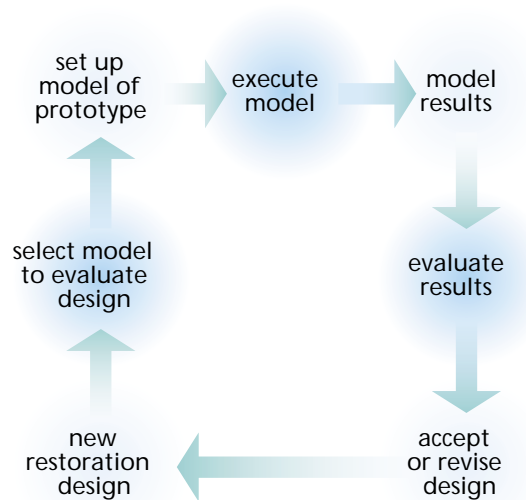 set up
model of
prototype
execute
model
model
results
evaluate
results
accept
or revise
design
new
restoration
design
select model
to evaluate
design